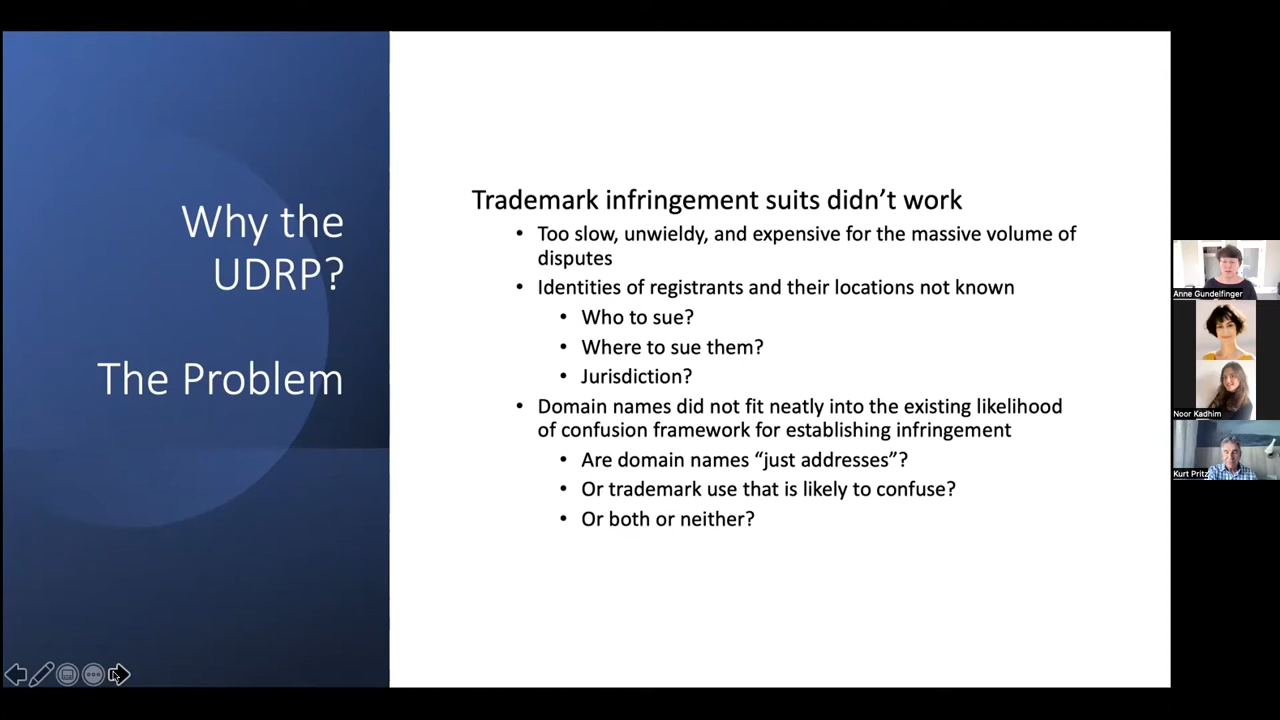 Why the
UDRP?
The Problem
Trademark infringement suits didn’t work
• Too slow, unwieldy, and expensive for the massive volume of
disputes
• Identities of registrants and their locations not known
• Who to sue?
• Where to sue them?
• Jurisdiction?
• Domain names did not fit neatly into the existing likelihood
of confusion framework for establishing infringement
• Are domain names “just addresses”?
• Or trademark use that is likely to confuse?
• Or both or neither?
Anne Gundelfinger
Noor Kadhim
Kurt Pritz